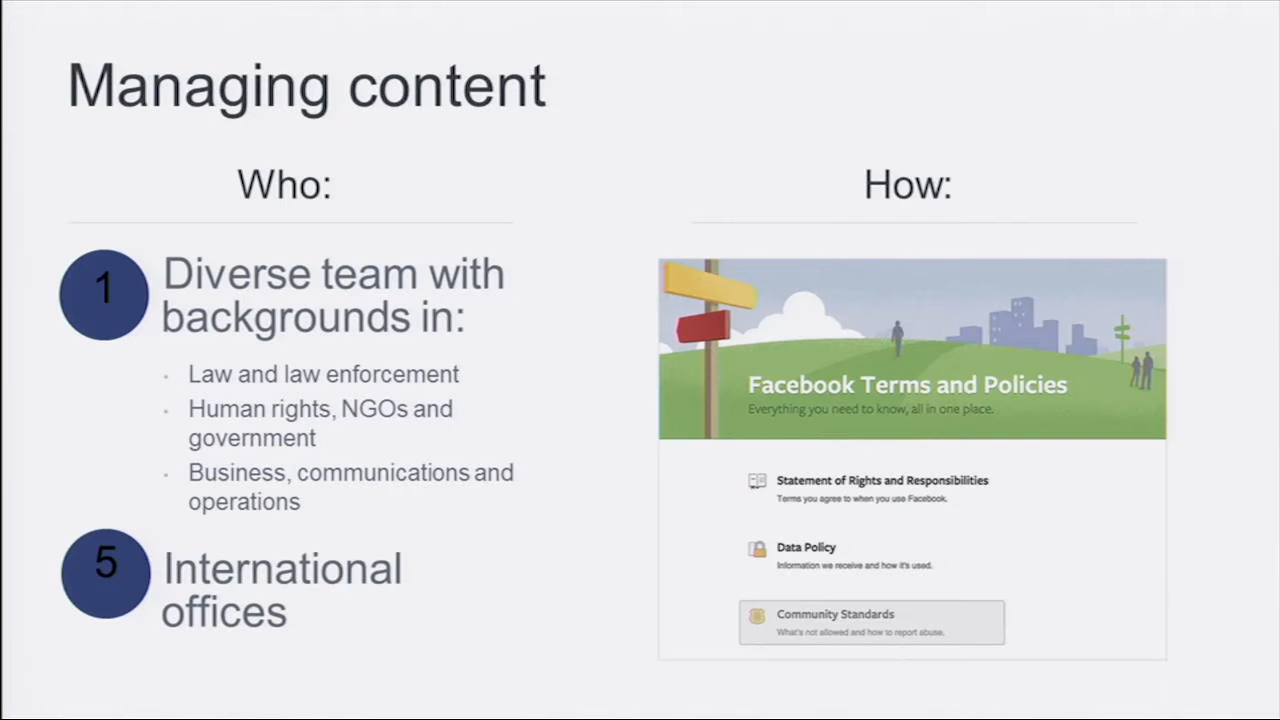 Managing content
Who:
1
Diverse team with
backgrounds in:
Law and law enforcement
Human rights, NGOs and
government
Business, communications and
operations
5
International
offices
How:
Facebook Terms and Policies
Everything you need to know, all in one place.
Statement of Rights and Responsibilities
Terms you agree to when you use Facebook.
Data Policy
Information we receive and how it's used.
Community Standards
What's not allowed and how to report abuse.